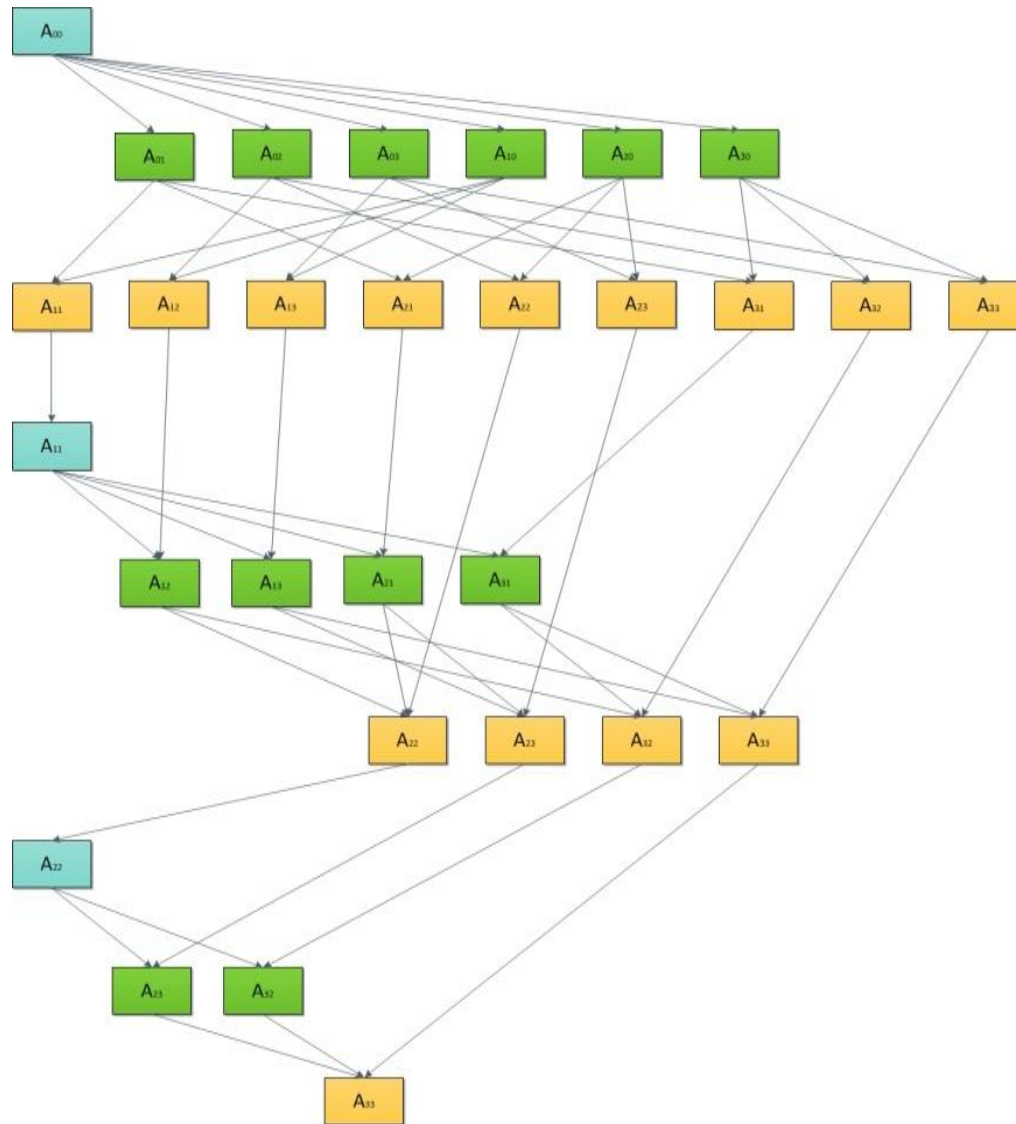 A₀₀
A₀₁ A₀₂ A₀₃ A₁₀ A₂₀ A₃₀
A₁₁ A₁₂ A₁₃ A₂₁ A₂₂ A₂₃ A₃₁ A₃₂ A₃₃
A₁₁
A₁₂ A₁₃ A₂₁ A₃₁
A₂₂ A₂₃ A₃₂ A₃₃
A₂₂
A₂₃ A₃₂
A₃₃